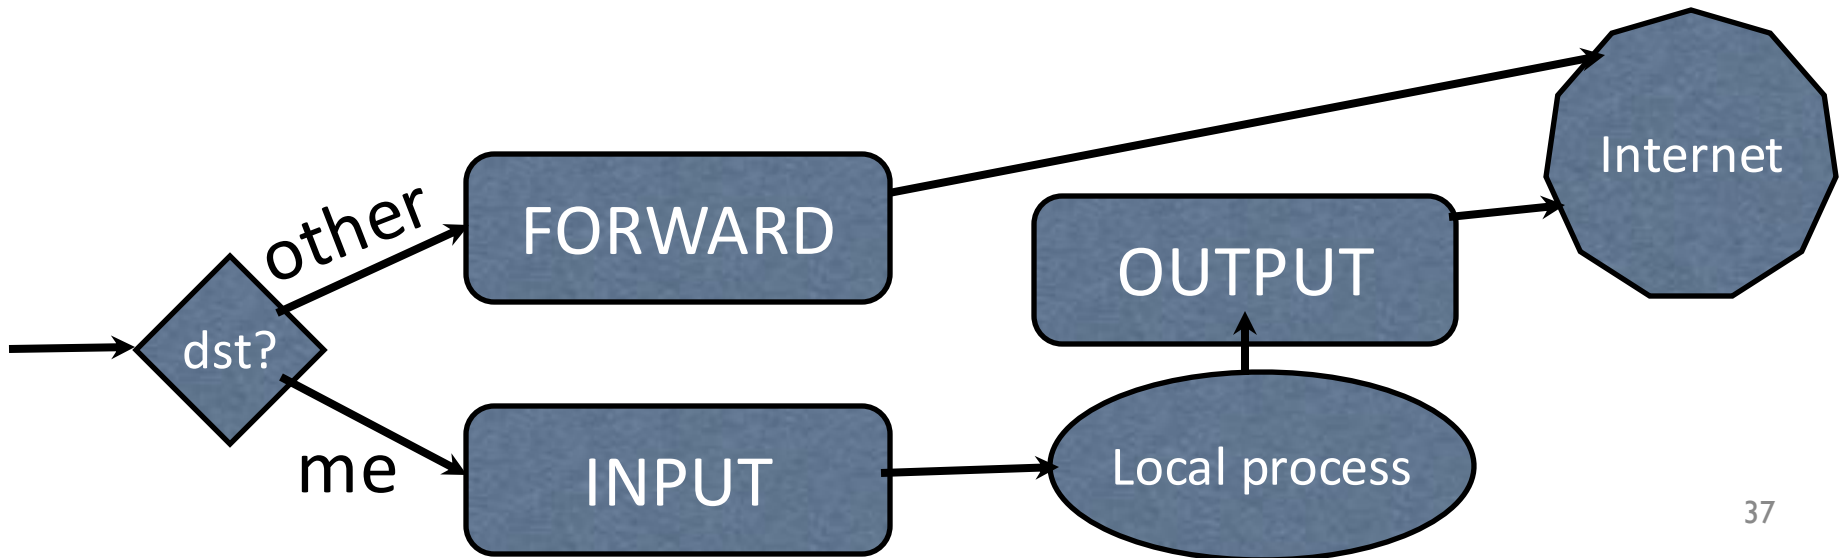 Internet
other
FORWARD
OUTPUT
dst?
me
INPUT
Local process
37